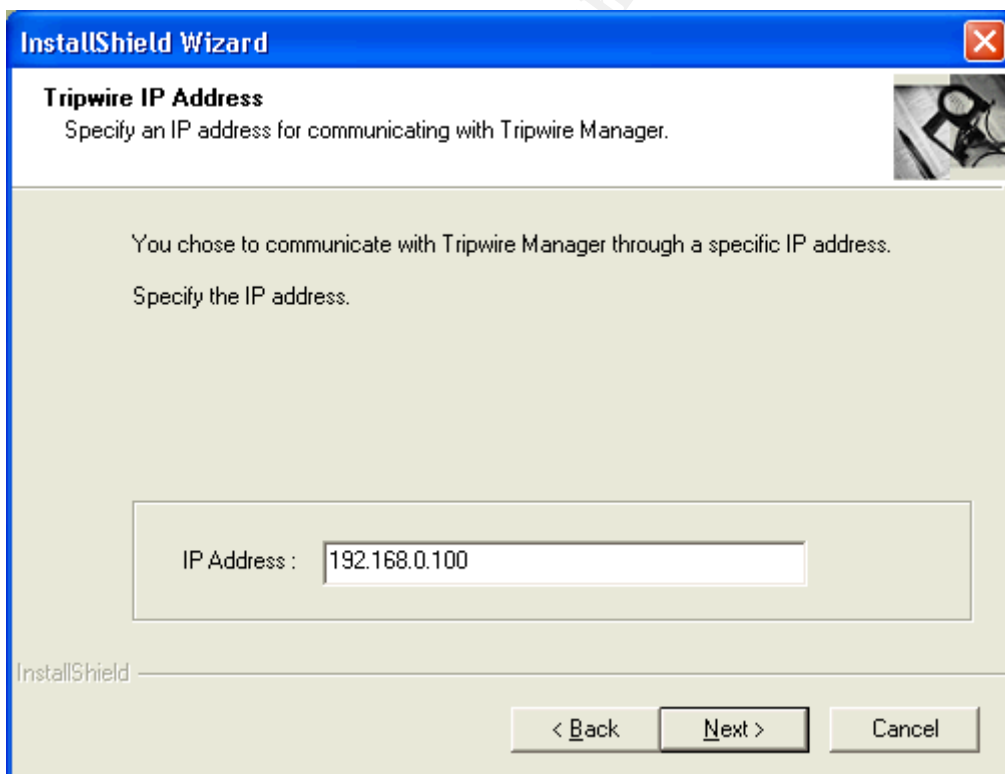 InstallShield Wizard
Tripwire IP Address
Specify an IP address for communicating with Tripwire Manager.
You chose to communicate with Tripwire Manager through a specific IP address.
Specify the IP address.
IP Address : 192.168.0.100
InstallShield
< Back Next > Cancel